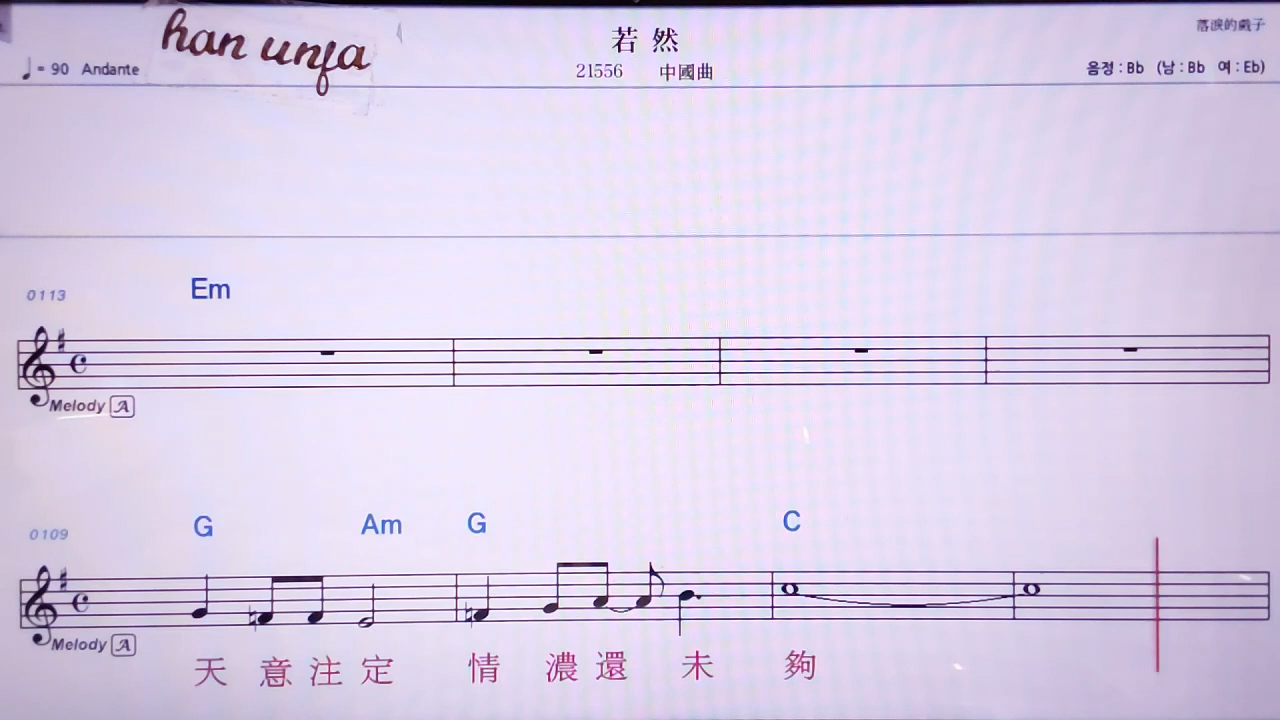 han unfa
若然
落淚的戲子
♩= 90 Andante
21556 中國曲
음정 : Bb (남 : Bb 여 : Eb)
0113
Em
Melody A
0109
G Am G C
Melody A
天 意 注 定 情 濃 還 未 夠